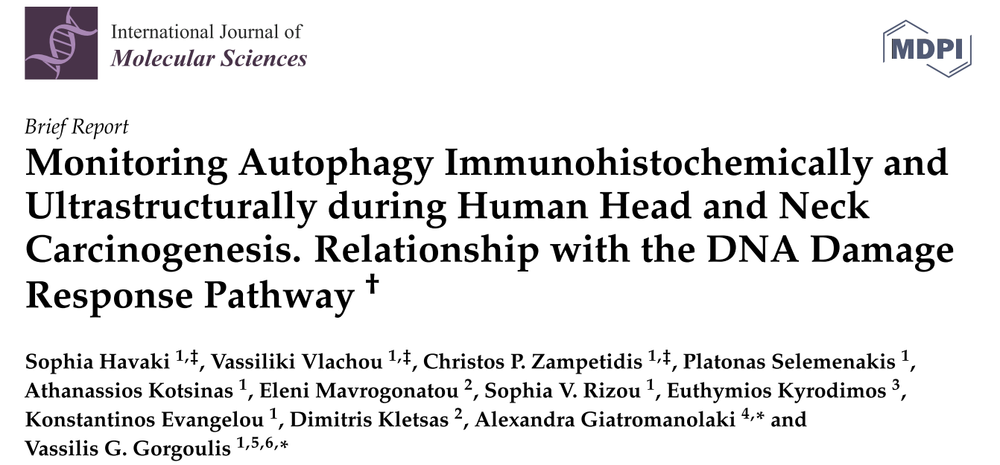 International Journal of
Molecular Sciences
MDPI
Brief Report
Monitoring Autophagy Immunohistochemically and
Ultrastructurally during Human Head and Neck
Carcinogenesis. Relationship with the DNA Damage
Response Pathway †
Sophia Havaki 1,‡, Vassiliki Vlachou 1,‡, Christos P. Zampetidis 1,‡, Platonas Selemenakis 1,
Athanassios Kotsinas 1, Eleni Mavrogonatou 2, Sophia V. Rizou 1, Euthymios Kyrodimos 3,
Konstantinos Evangelou 1, Dimitris Kletsas 2, Alexandra Giatromanolaki 4,* and
Vassilis G. Gorgoulis 1,5,6,*